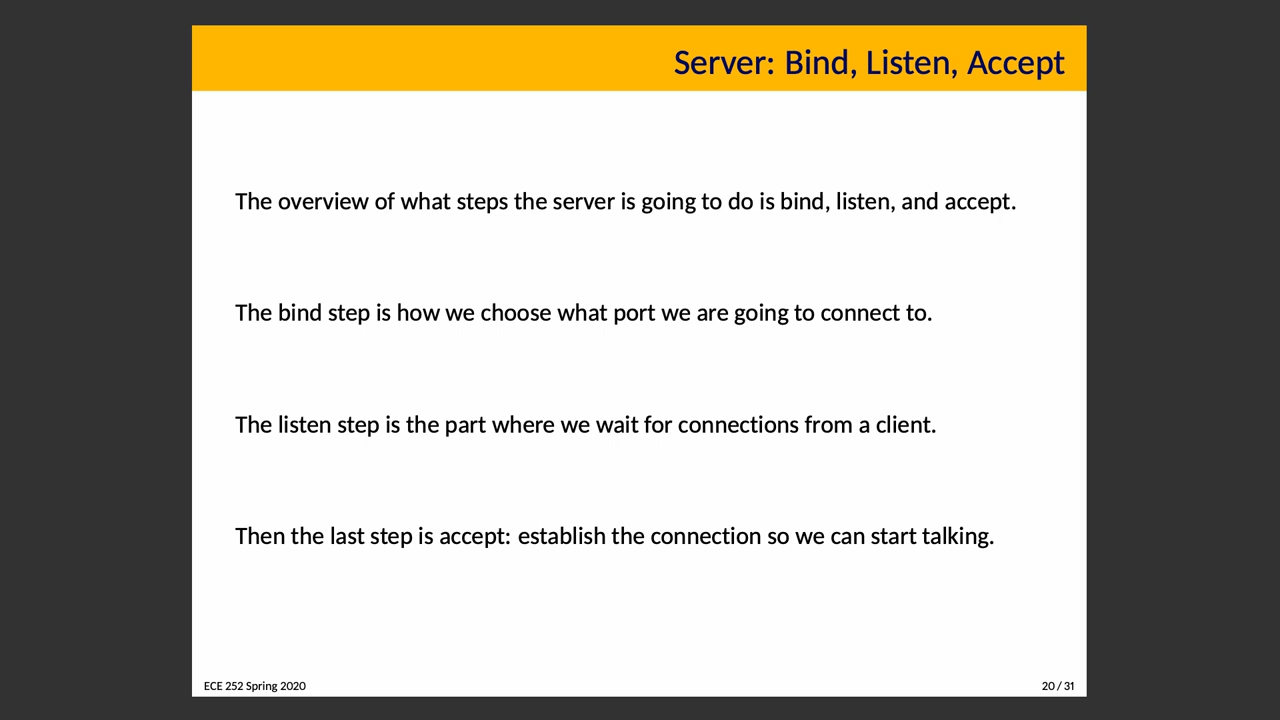 Server: Bind, Listen, Accept
The overview of what steps the server is going to do is bind, listen, and accept.
The bind step is how we choose what port we are going to connect to.
The listen step is the part where we wait for connections from a client.
Then the last step is accept: establish the connection so we can start talking.
ECE 252 Spring 2020
20 / 31